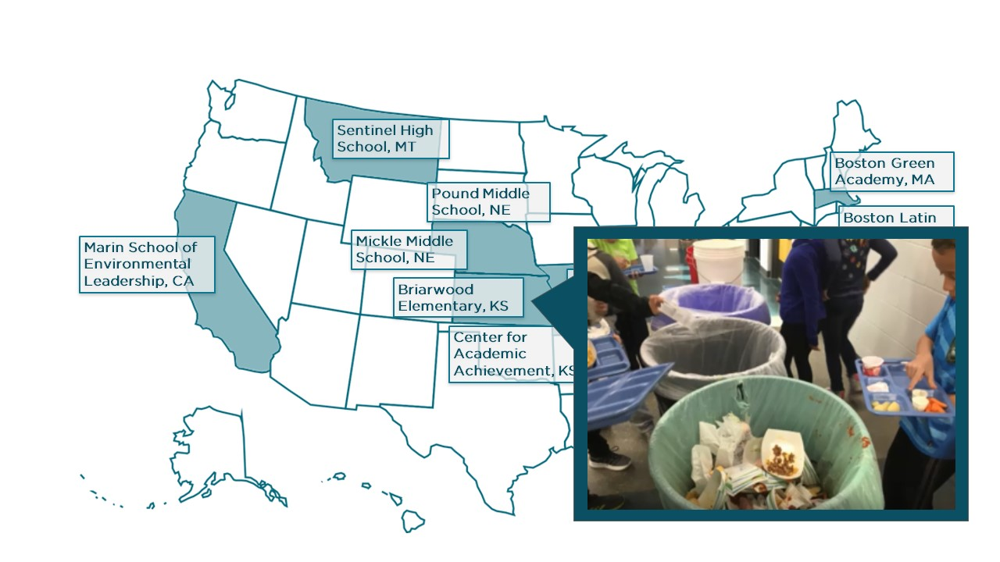 Sentinel High
School, MT
Boston Green
Academy, MA
Pound Middle
School, NE
Boston Latin
Mickle Middle
School, NE
Marin School of
Environmental
Leadership, CA
Briarwood
Elementary, KS
Center for
Academic
Achievement, KS